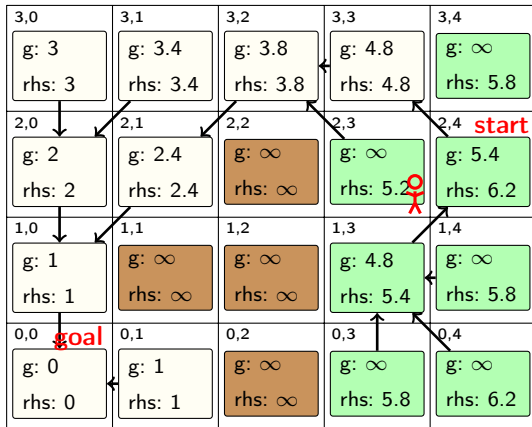 3,0 3,1 3,2 3,3 3,4
g: 3 g: 3.4 g: 3.8 g: 4.8 g: ∞
rhs: 3 rhs: 3.4 rhs: 3.8 rhs: 4.8 rhs: 5.8
2,0 2,1 2,2 2,3 2,4 start
g: 2 g: 2.4 g: ∞ g: ∞ g: 5.4
rhs: 2 rhs: 2.4 rhs: ∞ rhs: 5.2 rhs: 6.2
1,0 1,1 1,2 1,3 1,4
g: 1 g: ∞ g: ∞ g: 4.8 g: ∞
rhs: 1 rhs: ∞ rhs: ∞ rhs: 5.4 rhs: 5.8
0,0 goal 0,1 0,2 0,3 0,4
g: 0 g: 1 g: ∞ g: ∞ g: ∞
rhs: 0 rhs: 1 rhs: ∞ rhs: 5.8 rhs: 6.2